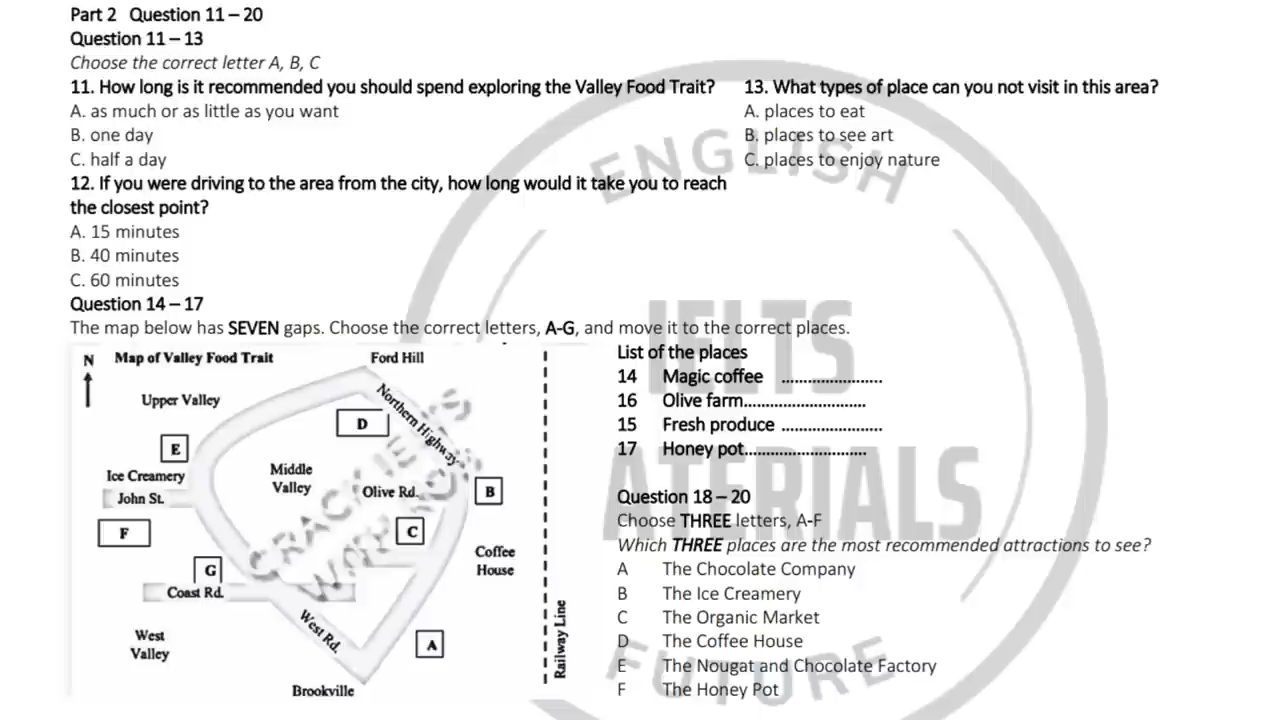 Part 2 Question 11 – 20
Question 11 – 13
Choose the correct letter A, B, C
11. How long is it recommended you should spend exploring the Valley Food Trait?
A. as much or as little as you want
B. one day
C. half a day
12. If you were driving to the area from the city, how long would it take you to reach
the closest point?
A. 15 minutes
B. 40 minutes
C. 60 minutes
13. What types of place can you not visit in this area?
A. places to eat
B. places to see art
C. places to enjoy nature
Question 14 – 17
The map below has SEVEN gaps. Choose the correct letters, A-G, and move it to the correct places.
N
Map of Valley Food Trait
Ford Hill
Upper Valley
Northern Highway
D
E
Ice Creamery
Middle
Valley
John St.
Olive Rd.
B
F
C
Coffee
House
G
Coast Rd.
West Rd.
West
Valley
A
Railway Line
Brookville
List of the places
14 Magic coffee .......................
16 Olive farm............................
15 Fresh produce .......................
17 Honey pot............................
Question 18 – 20
Choose THREE letters, A-F
Which THREE places are the most recommended attractions to see?
A The Chocolate Company
B The Ice Creamery
C The Organic Market
D The Coffee House
E The Nougat and Chocolate Factory
F The Honey Pot
ENGLISH
IELTS
ATERIALS
FUTURE